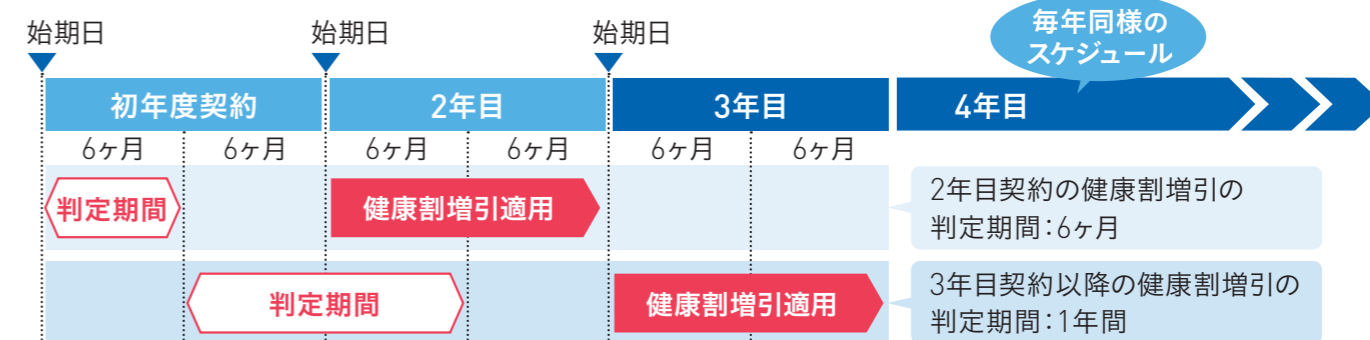 毎年同様の
スケジュール
始期日
始期日
始期日
初年度契約
2年目
3年目
4年目
6ヶ月
6ヶ月
6ヶ月
6ヶ月
6ヶ月
6ヶ月
判定期間
健康割増引適用
2年目契約の健康割増引の
判定期間:6ヶ月
判定期間
健康割増引適用
3年目契約以降の健康割増引の
判定期間:1年間